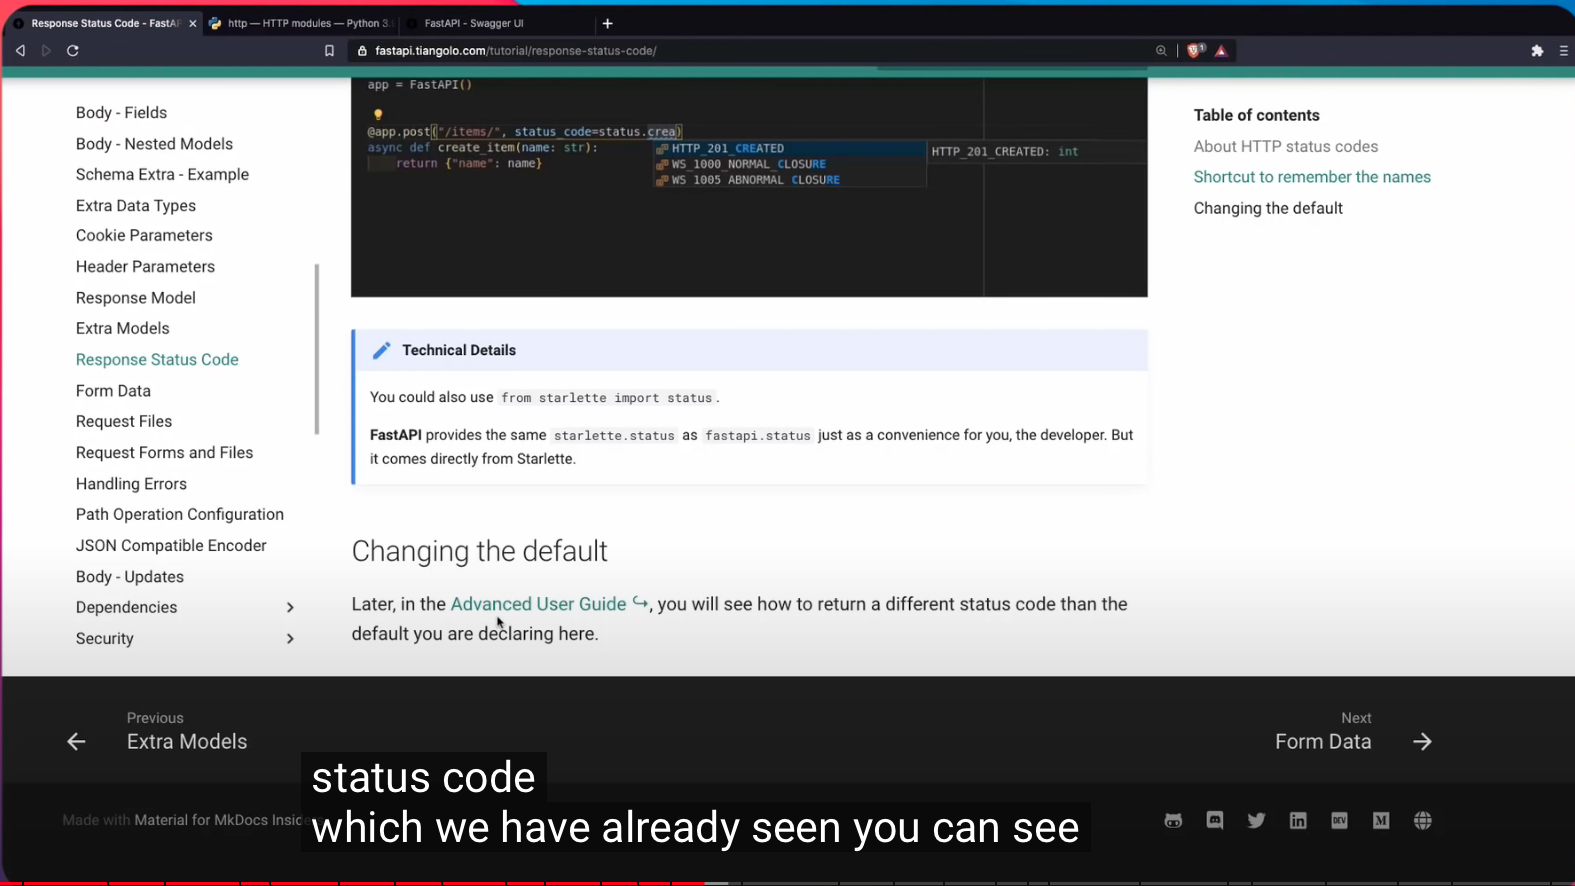 Response Status Code - FastAP
http — HTTP modules — Python 3.
FastAPI - Swagger UI
fastapi.tiangolo.com/tutorial/response-status-code/
1
Body - Fields
Body - Nested Models
Schema Extra - Example
Extra Data Types
Cookie Parameters
Header Parameters
Response Model
Extra Models
Response Status Code
Form Data
Request Files
Request Forms and Files
Handling Errors
Path Operation Configuration
JSON Compatible Encoder
Body - Updates
Dependencies
Security
app = FastAPI()
@app.post("/items/", status_code=status.crea)
async def create_item(name: str):
return {"name": name}
HTTP_201_CREATED
WS_1000_NORMAL_CLOSURE
WS_1005_ABNORMAL_CLOSURE
HTTP_201_CREATED: int
Technical Details
You could also use from starlette import status.
FastAPI provides the same starlette.status as fastapi.status just as a convenience for you, the developer. But
it comes directly from Starlette.
Changing the default
Later, in the Advanced User Guide ↪, you will see how to return a different status code than the
default you are declaring here.
Table of contents
About HTTP status codes
Shortcut to remember the names
Changing the default
Previous
Extra Models
Next
Form Data
Made with Material for MkDocs Inside
DEV
status code
which we have already seen you can see